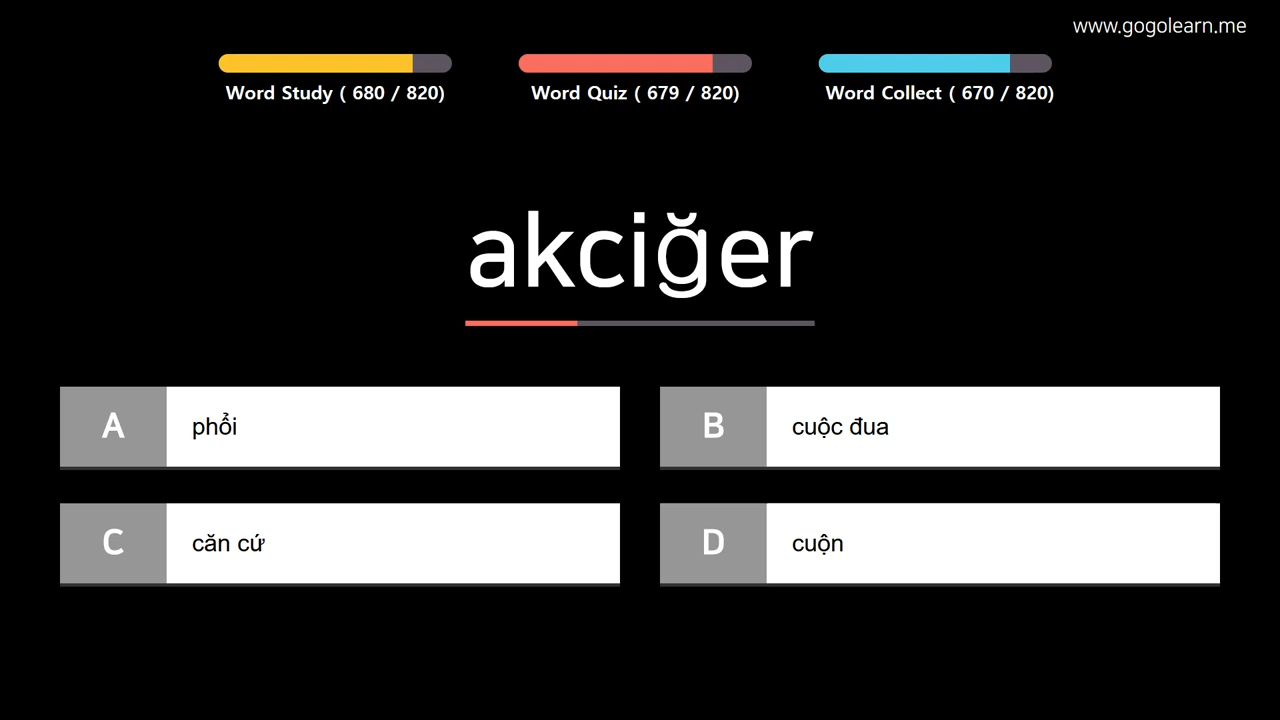 www.gogolearn.me
Word Study ( 680 / 820)
Word Quiz ( 679 / 820)
Word Collect ( 670 / 820)
akciğer
A phổi
B cuộc đua
C căn cứ
D cuộn